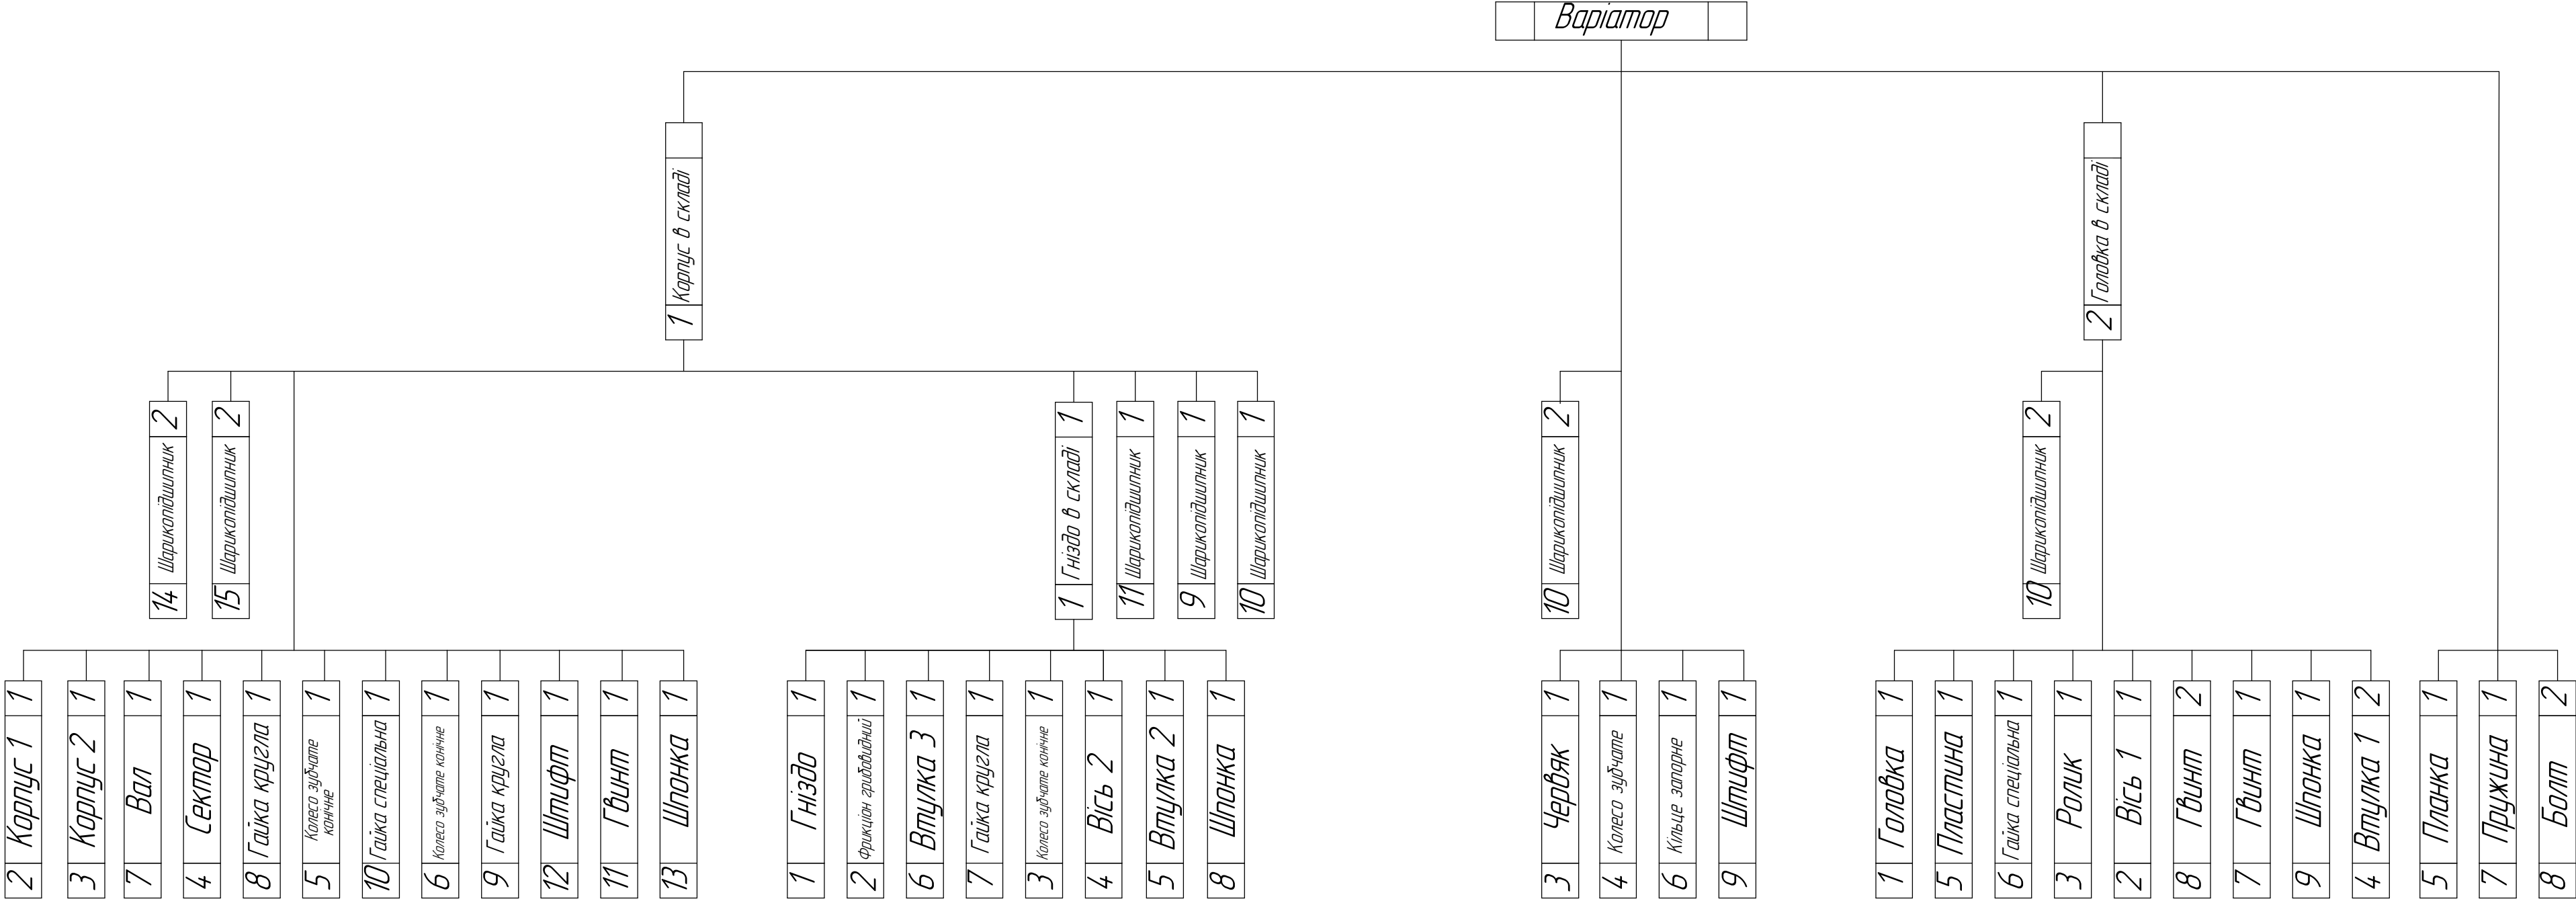 Варіатор
1 Корпус в складі
2 Головка в складі
14 Шарикопідшипник 2
15 Шарикопідшипник 2
1 Гніздо в складі 1
11 Шарикопідшипник 1
9 Шарикопідшипник 1
10 Шарикопідшипник 1
10 Шарикопідшипник 2
10 Шарикопідшипник 2
2 Корпус 1 1
3 Корпус 2 1
7 Вал 1
4 Сектор 1
8 Гайка кругла 1
5 Колесо зубчате
конічне 1
10 Гайка спеціальна 1
6 Колесо зубчате конічне 1
9 Гайка кругла 1
12 Штифт 1
11 Гвинт 1
13 Шпонка 1
1 Гніздо 1
2 Фрикціон грибовидний 1
6 Втулка 3 1
7 Гайка кругла 1
3 Колесо зубчате конічне 1
4 Вісь 2 1
5 Втулка 2 1
8 Шпонка 1
3 Червяк 1
4 Колесо зубчате 1
6 Кільце запорне 1
9 Штифт 1
1 Головка 1
5 Пластина 1
6 Гайка спеціальна 1
3 Ролик 1
2 Вісь 1 1
8 Гвинт 2
7 Гвинт 1
9 Шпонка 1
4 Втулка 1 2
5 Планка 1
7 Пружина 1
8 Болт 2